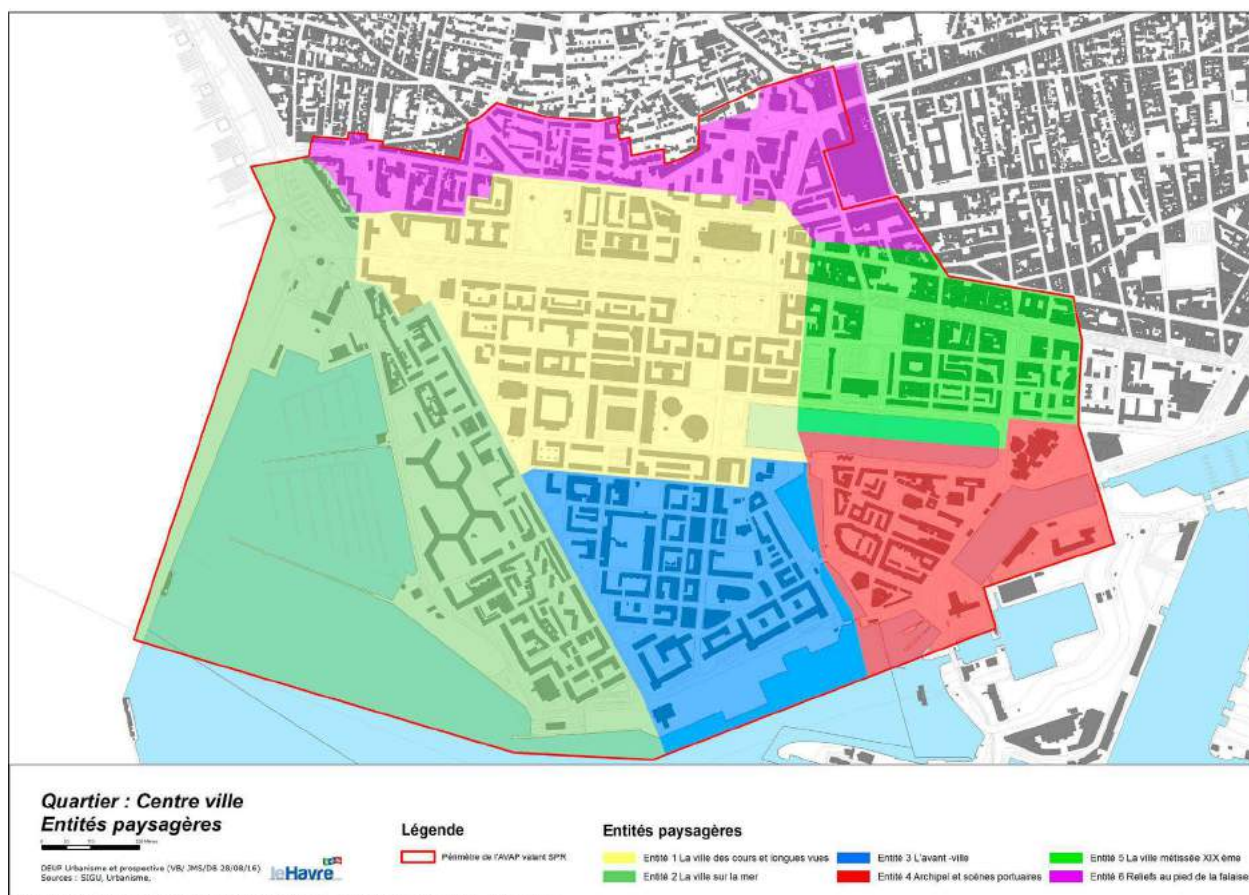 Quartier : Centre ville
Entités paysagères
DEUP Urbanisme et prospective (VB/ JMS/DB 28/08/16)
Sources : SIGU, Urbanisme,
leHavre
Légende
Périmètre de l'AVAP valant SPR
Entités paysagères
Entité 1 La ville des cours et longues vues
Entité 2 La ville sur la mer
Entité 3 L'avant -ville
Entité 4 Archipel et scènes portuaires
Entité 5 La ville métissée XIX ème
Entité 6 Reliefs au pied de la falaise